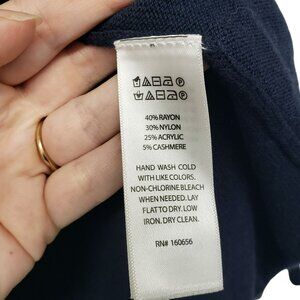 40% RAYON
30% NYLON
25% ACRYLIC
5% CASHMERE
HAND WASH COLD
WITH LIKE COLORS.
NON-CHLORINE BLEACH
WHEN NEEDED. LAY
FLAT TO DRY. LOW
IRON. DRY CLEAN.
RN# 160656